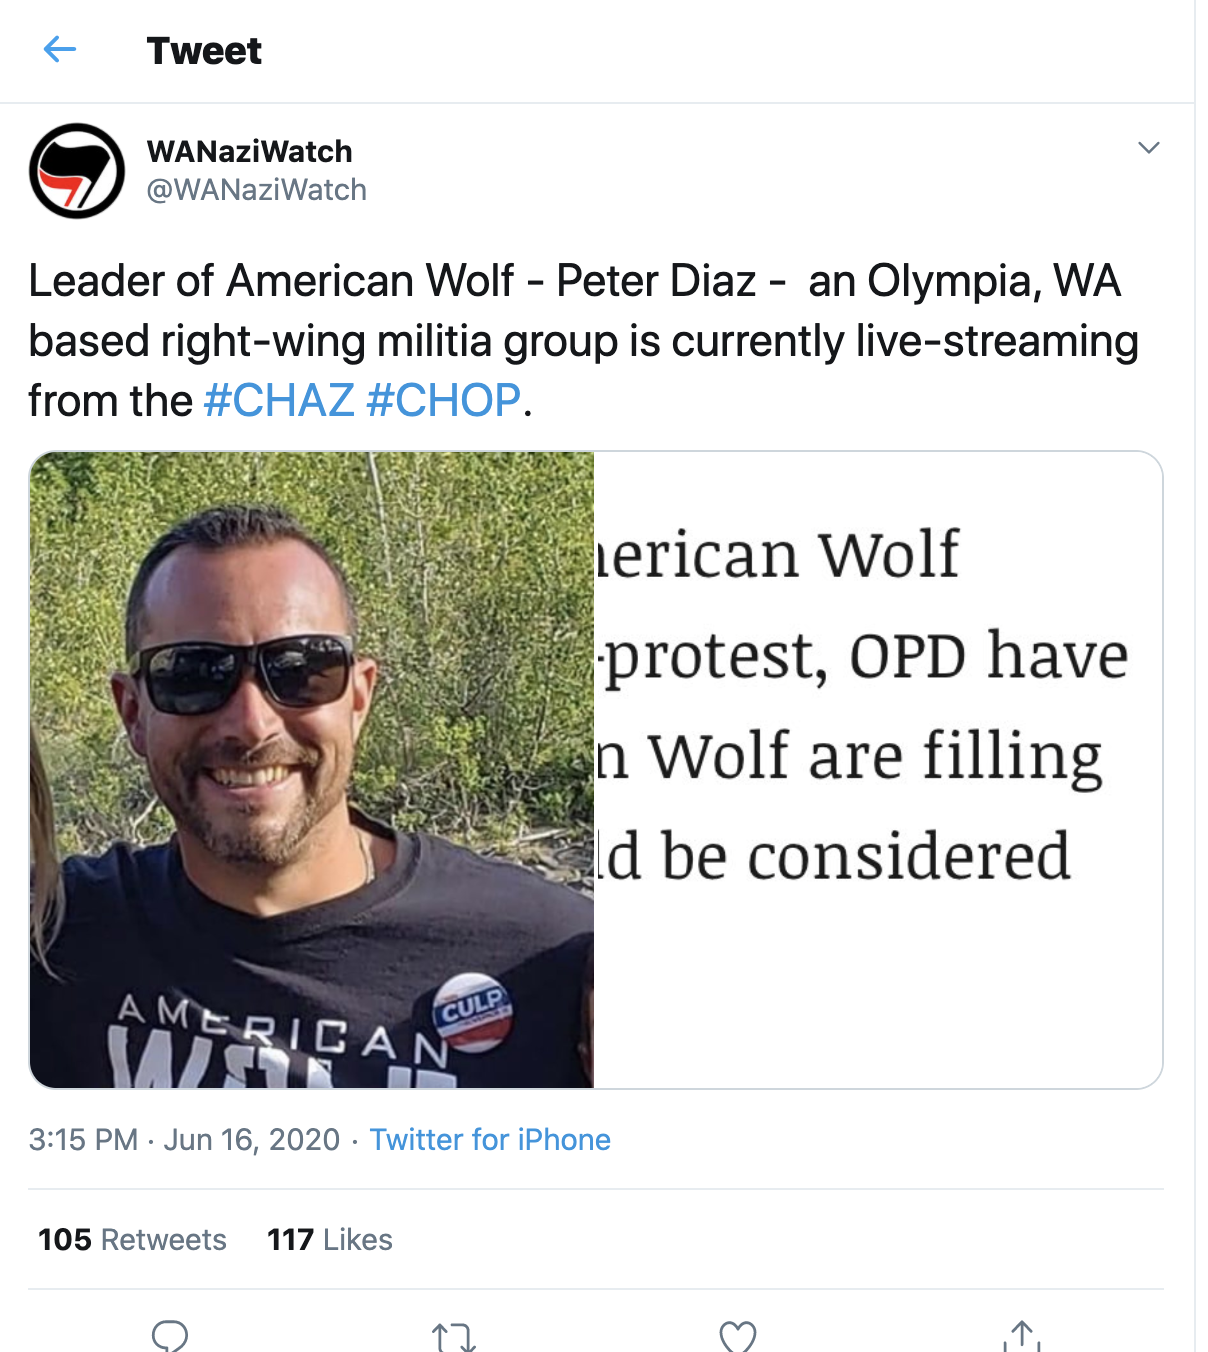 Tweet
WANaziWatch
@WANaziWatch
Leader of American Wolf - Peter Diaz - an Olympia, WA
based right-wing militia group is currently live-streaming
from the #CHAZ #CHOP.
erican Wolf
-protest, OPD have
n Wolf are filling
d be considered
CULP
AMERICAN
WOLF
3:15 PM · Jun 16, 2020 · Twitter for iPhone
105 Retweets 117 Likes